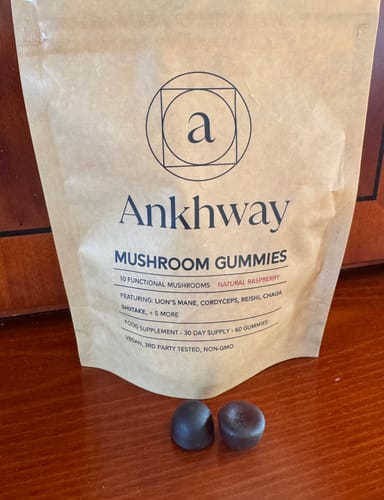 a
Ankhway
MUSHROOM GUMMIES
10 FUNCTIONAL MUSHROOMS NATURAL RASPBERRY
FEATURING: LION'S MANE, CORDYCEPS, REISHI, CHAGA,
SHIITAKE, + 5 MORE
FOOD SUPPLEMENT - 30 DAY SUPPLY - 60 GUMMIES
VEGAN, 3RD PARTY TESTED, NON-GMO